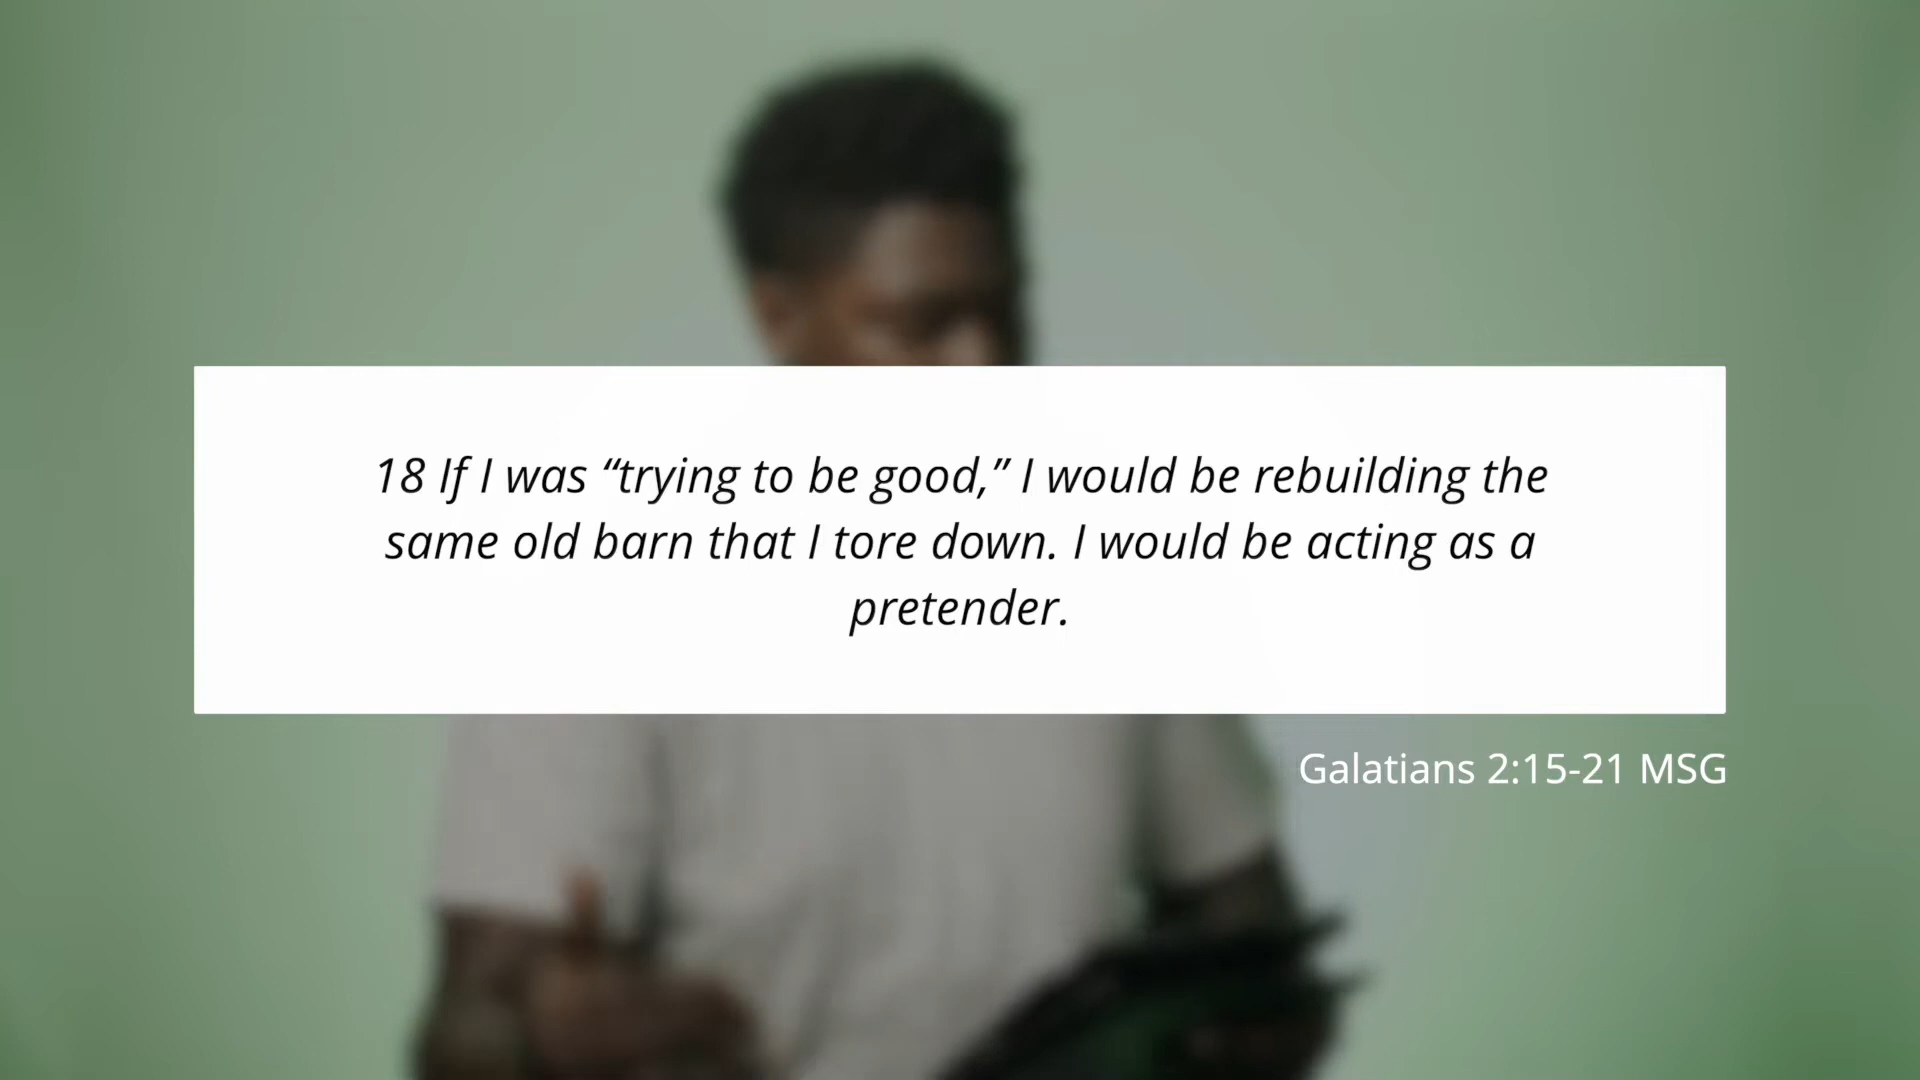 18 If I was “trying to be good,” I would be rebuilding the
same old barn that I tore down. I would be acting as a
pretender.
Galatians 2:15-21 MSG